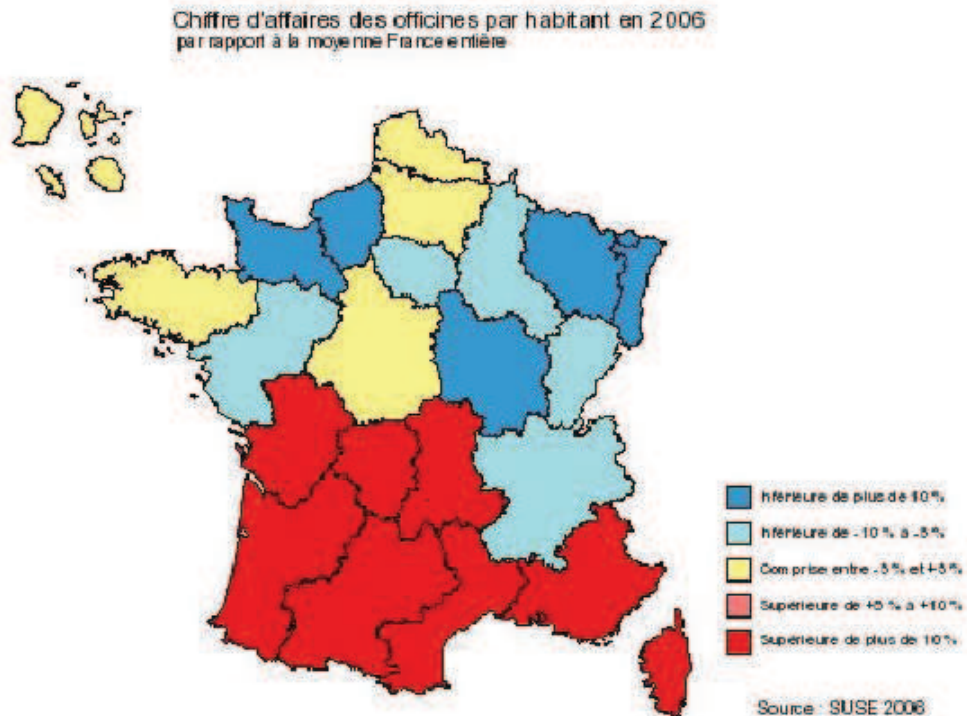 Chiffre d'affaires des officines par habitant en 2006
par rapport à la moyenne France entière
Inférieure de plus de 10%
Inférieure de -10% à -5%
Comprise entre -5% et +5%
Supérieure de +5% à +10%
Supérieure de plus de 10%
Source : SUSE 2006